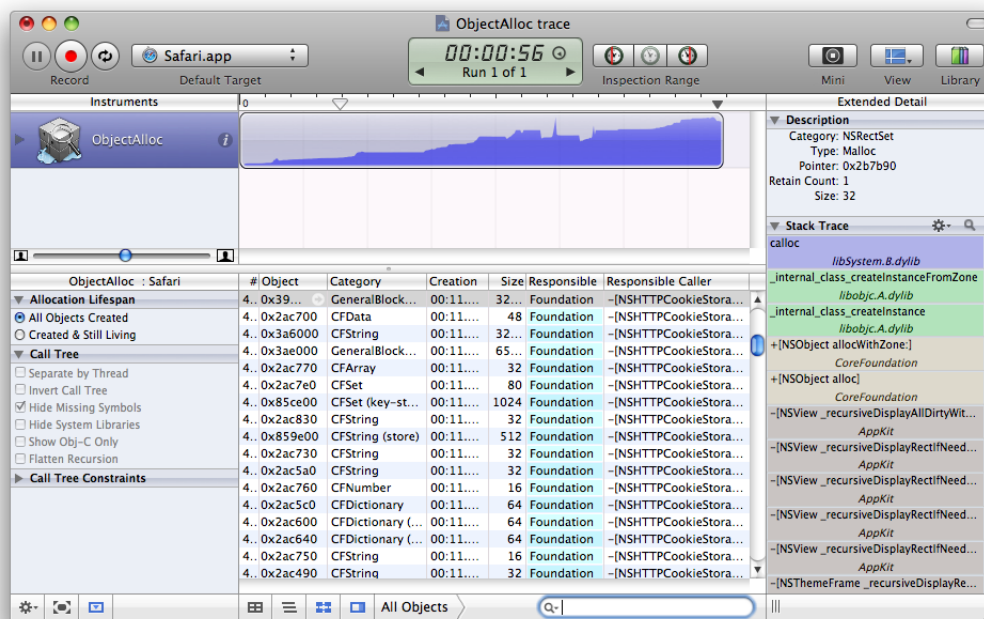 ObjectAlloc trace
Safari.app
00:00:56
Run 1 of 1
Record
Default Target
Inspection Range
Mini
View
Library
Instruments
0
Extended Detail
ObjectAlloc
Description
Category: NSRectSet
Type: Malloc
Pointer: 0x2b7b90
Retain Count: 1
Size: 32
Stack Trace
calloc
libSystem.B.dylib
_internal_class_createInstanceFromZone
libobjc.A.dylib
_internal_class_createInstance
libobjc.A.dylib
+[NSObject allocWithZone:]
CoreFoundation
+[NSObject alloc]
CoreFoundation
-[NSView _recursiveDisplayAllDirtyWit...
AppKit
-[NSView _recursiveDisplayRectIfNeed...
AppKit
-[NSView _recursiveDisplayRectIfNeed...
AppKit
-[NSView _recursiveDisplayRectIfNeed...
AppKit
-[NSView _recursiveDisplayRectIfNeed...
AppKit
-[NSThemeFrame _recursiveDisplayRe...
ObjectAlloc : Safari
Allocation Lifespan
All Objects Created
Created & Still Living
Call Tree
Separate by Thread
Invert Call Tree
Hide Missing Symbols
Hide System Libraries
Show Obj-C Only
Flatten Recursion
Call Tree Constraints
# Object Category Creation Size Responsible Responsible Caller
4.. 0x39... GeneralBlock... 00:11.... 32... Foundation -[NSHTTPCookieStora...
4.. 0x2ac700 CFData 00:11.... 48 Foundation -[NSHTTPCookieStora...
4.. 0x3a6000 CFString 00:11.... 32... Foundation -[NSHTTPCookieStora...
4.. 0x3ae000 GeneralBlock... 00:11.... 65... Foundation -[NSHTTPCookieStora...
4.. 0x2ac770 CFArray 00:11.... 32 Foundation -[NSHTTPCookieStora...
4.. 0x2ac7e0 CFSet 00:11.... 80 Foundation -[NSHTTPCookieStora...
4.. 0x85ce00 CFSet (key-st... 00:11.... 1024 Foundation -[NSHTTPCookieStora...
4.. 0x2ac830 CFString 00:11.... 32 Foundation -[NSHTTPCookieStora...
4.. 0x859e00 CFString (store) 00:11.... 512 Foundation -[NSHTTPCookieStora...
4.. 0x2ac730 CFString 00:11.... 32 Foundation -[NSHTTPCookieStora...
4.. 0x2ac5a0 CFString 00:11.... 32 Foundation -[NSHTTPCookieStora...
4.. 0x2ac760 CFNumber 00:11.... 16 Foundation -[NSHTTPCookieStora...
4.. 0x2ac5c0 CFDictionary 00:11.... 64 Foundation -[NSHTTPCookieStora...
4.. 0x2ac600 CFDictionary (... 00:11.... 64 Foundation -[NSHTTPCookieStora...
4.. 0x2ac640 CFDictionary (... 00:11.... 64 Foundation -[NSHTTPCookieStora...
4.. 0x2ac750 CFString 00:11.... 16 Foundation -[NSHTTPCookieStora...
4.. 0x2ac490 CFString 00:11.... 32 Foundation -[NSHTTPCookieStora...
All Objects